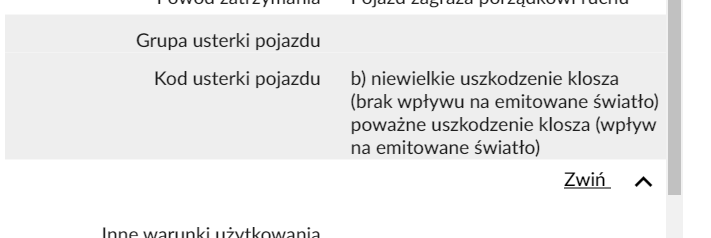 Powód zatrzymania Pojazd zagraża porządkowi ruchu
Grupa usterki pojazdu
Kod usterki pojazdu b) niewielkie uszkodzenie klosza
(brak wpływu na emitowane światło)
poważne uszkodzenie klosza (wpływ
na emitowane światło)
Zwiń
Inne warunki użytkowania